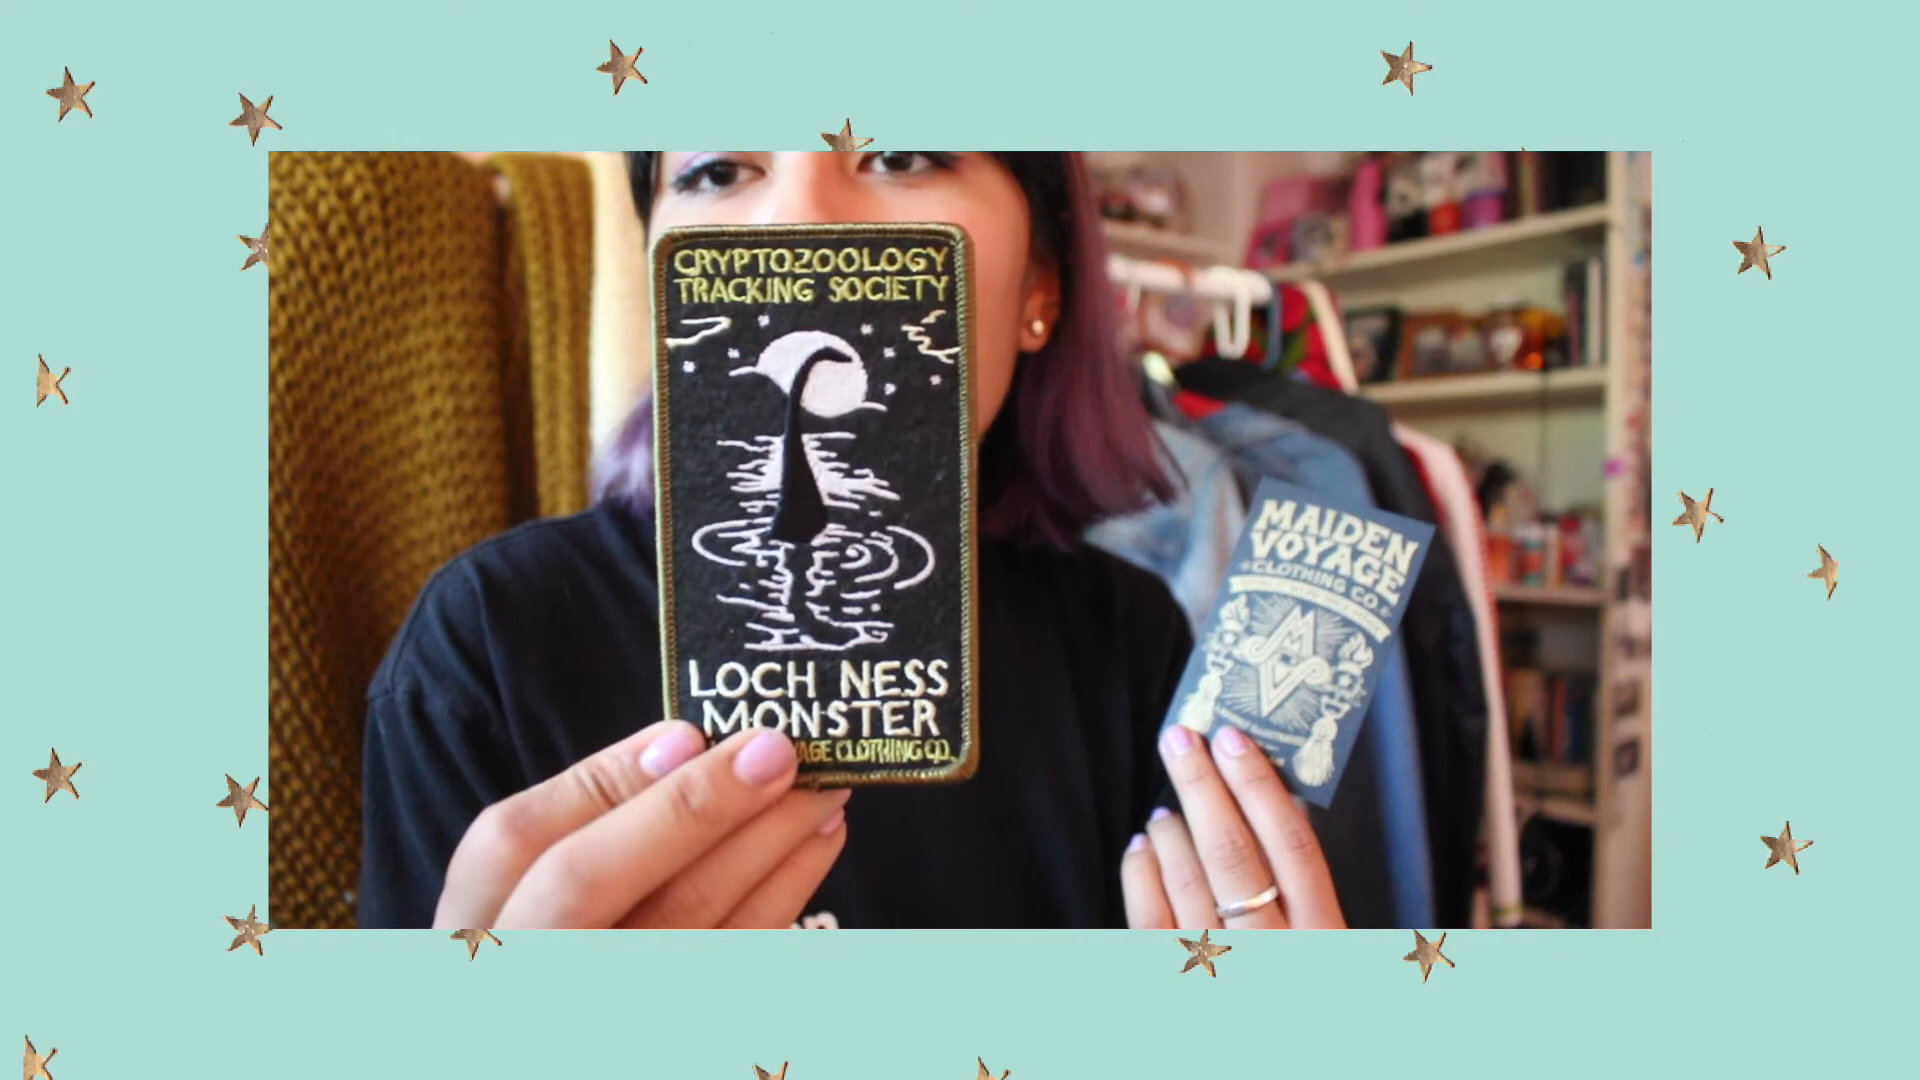 CRYPTOZOOLOGY
TRACKING SOCIETY
LOCH NESS
MONSTER
CLOTHING CO.
MAIDEN
VOYAGE
CLOTHING CO.